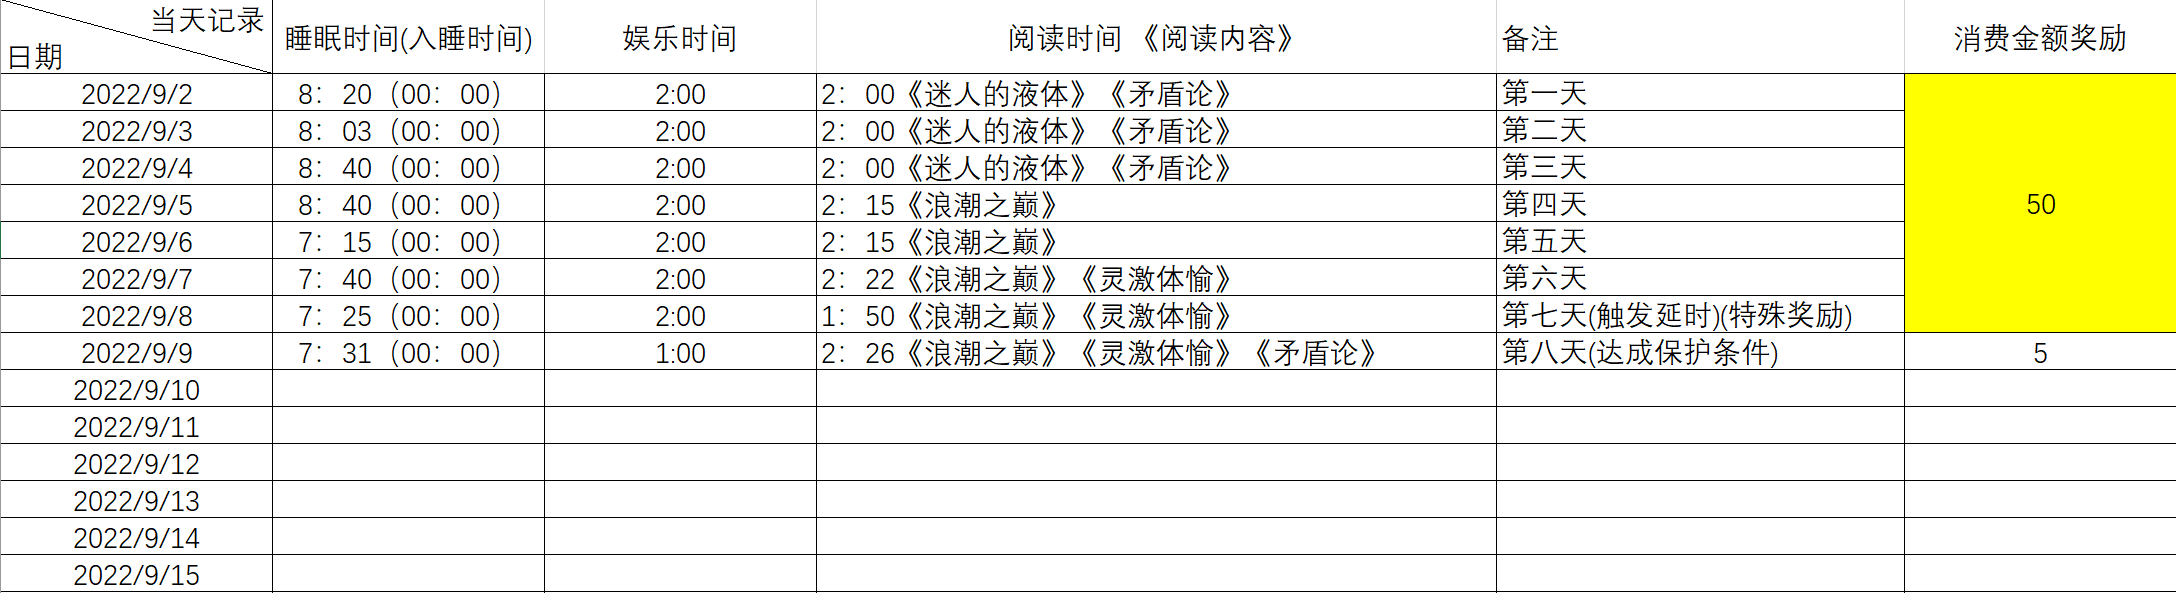 当天记录
日期 睡眠时间(入睡时间) 娱乐时间 阅读时间 《阅读内容》 备注 消费金额奖励
2022/9/2 8：20（00：00） 2:00 2：00《迷人的液体》《矛盾论》 第一天
2022/9/3 8：03（00：00） 2:00 2：00《迷人的液体》《矛盾论》 第二天
2022/9/4 8：40（00：00） 2:00 2：00《迷人的液体》《矛盾论》 第三天
2022/9/5 8：40（00：00） 2:00 2：15《浪潮之巅》 第四天 50
2022/9/6 7：15（00：00） 2:00 2：15《浪潮之巅》 第五天
2022/9/7 7：40（00：00） 2:00 2：22《浪潮之巅》《灵激体愉》 第六天
2022/9/8 7：25（00：00） 2:00 1：50《浪潮之巅》《灵激体愉》 第七天(触发延时)(特殊奖励)
2022/9/9 7：31（00：00） 1:00 2：26《浪潮之巅》《灵激体愉》《矛盾论》 第八天(达成保护条件) 5
2022/9/10
2022/9/11
2022/9/12
2022/9/13
2022/9/14
2022/9/15